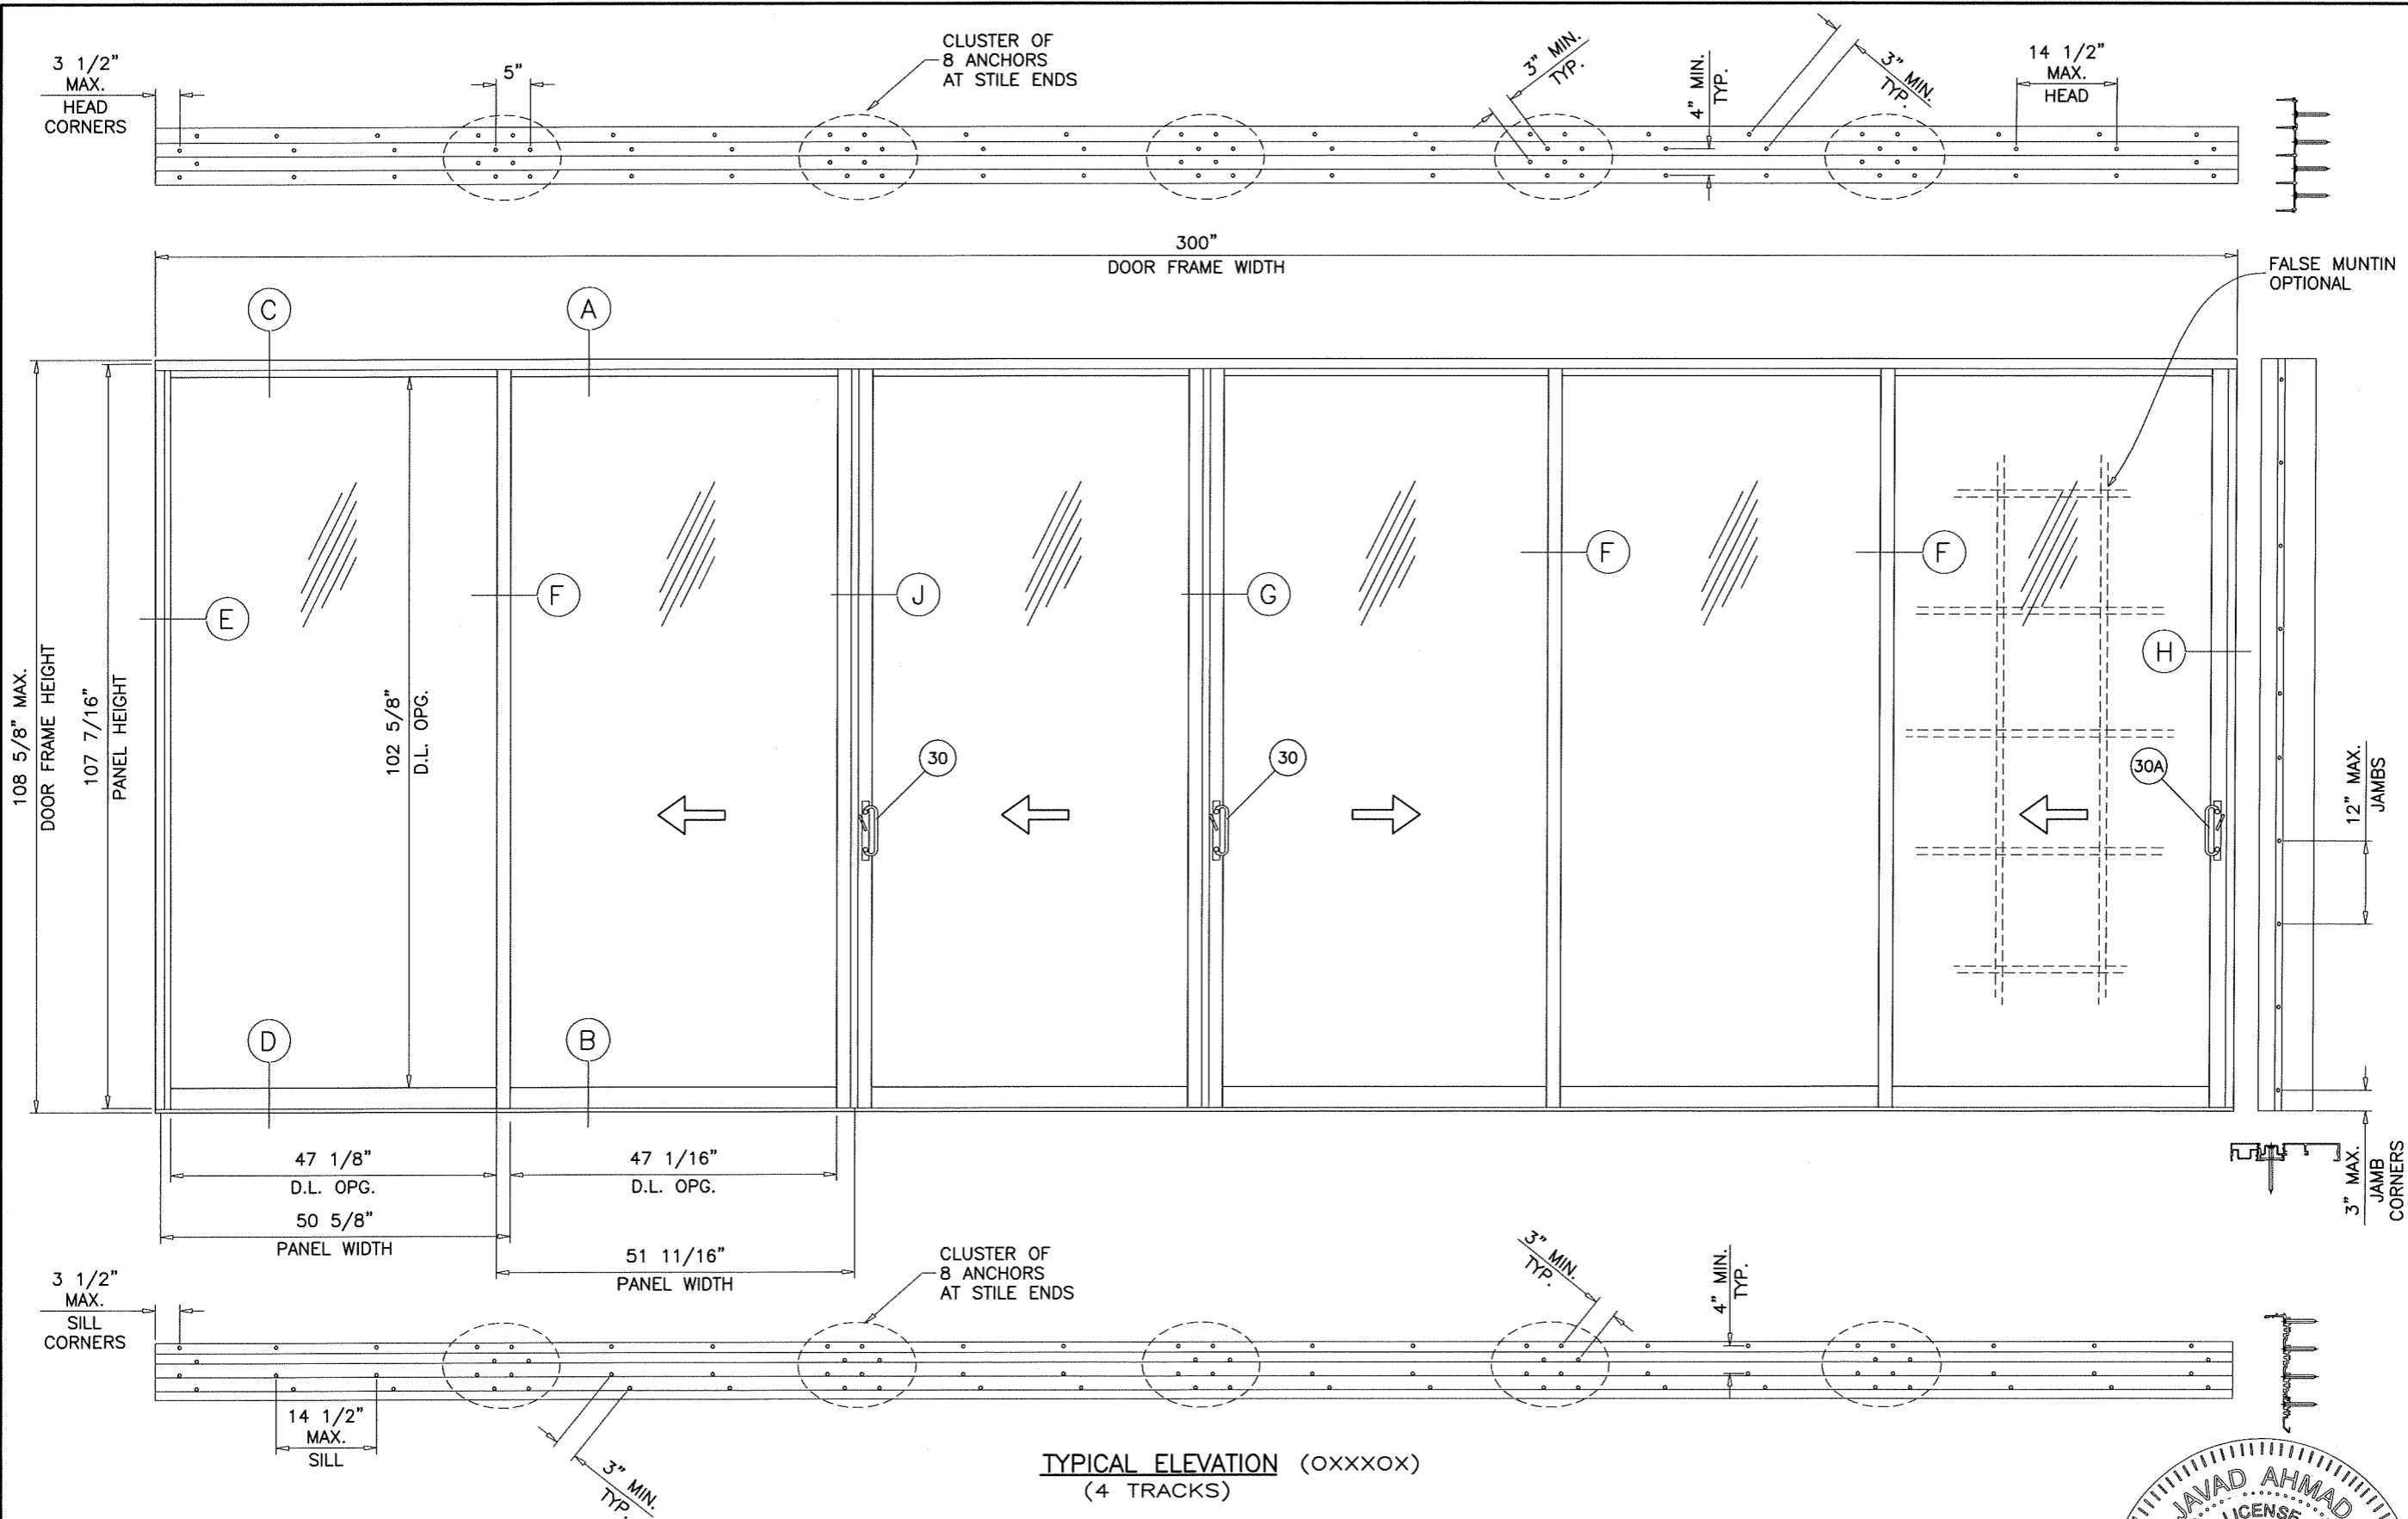 3 1/2"
MAX.
HEAD
CORNERS
5"
CLUSTER OF
8 ANCHORS
AT STILE ENDS
3" MIN.
TYP.
4" MIN.
TYP.
3" MIN.
TYP.
14 1/2"
MAX.
HEAD
300"
DOOR FRAME WIDTH
FALSE MUNTIN
OPTIONAL
C
A
108 5/8" MAX.
DOOR FRAME HEIGHT
107 7/16"
PANEL HEIGHT
102 5/8"
D.L. OPG.
E
F
J
G
F
F
H
30
30
30A
12" MAX.
JAMBS
D
B
47 1/8"
D.L. OPG.
47 1/16"
D.L. OPG.
50 5/8"
PANEL WIDTH
51 11/16"
PANEL WIDTH
3" MAX.
JAMB
CORNERS
3 1/2"
MAX.
SILL
CORNERS
CLUSTER OF
8 ANCHORS
AT STILE ENDS
3" MIN.
TYP.
4" MIN.
TYP.
14 1/2"
MAX.
SILL
3" MIN.
TYP.
TYPICAL ELEVATION (OXXXOX)
(4 TRACKS)
JAVAD AHMAD
LICENSE